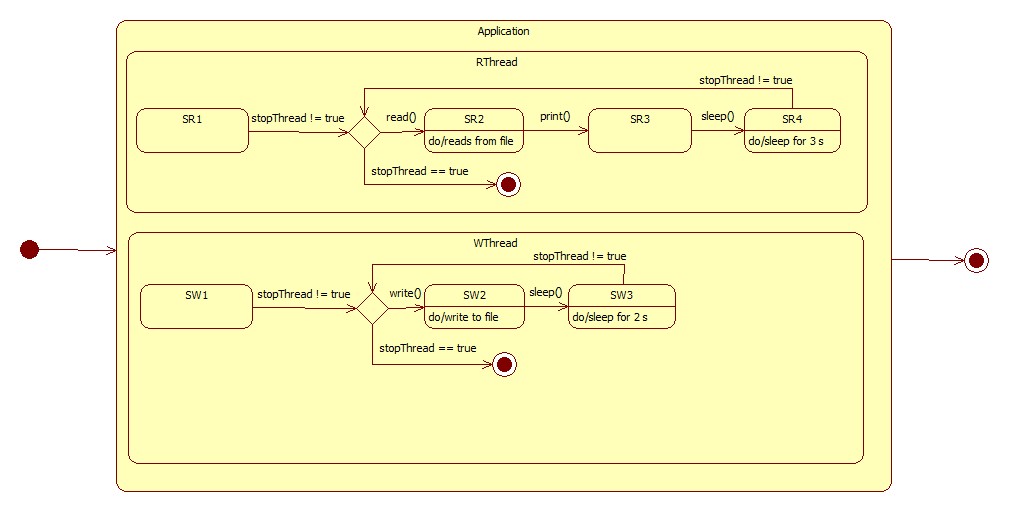 Application
RThread
stopThread != true
SR1
stopThread != true
read()
SR2
do/reads from file
print()
SR3
sleep()
SR4
do/sleep for 3 s
stopThread == true
WThread
stopThread != true
SW1
stopThread != true
write()
SW2
do/write to file
sleep()
SW3
do/sleep for 2 s
stopThread == true